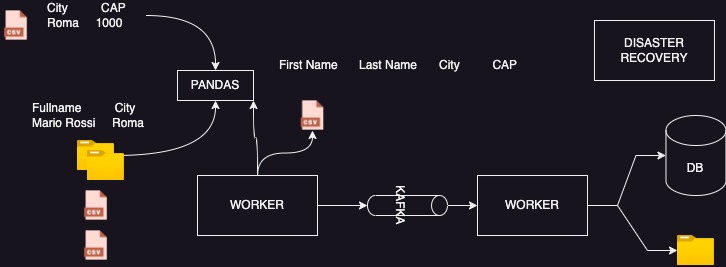 City CAP
Roma 1000
CSV
DISASTER
RECOVERY
First Name Last Name City CAP
PANDAS
Fullname City
Mario Rossi Roma
CSV
DB
CSV
WORKER
KAFKA
WORKER
CSV